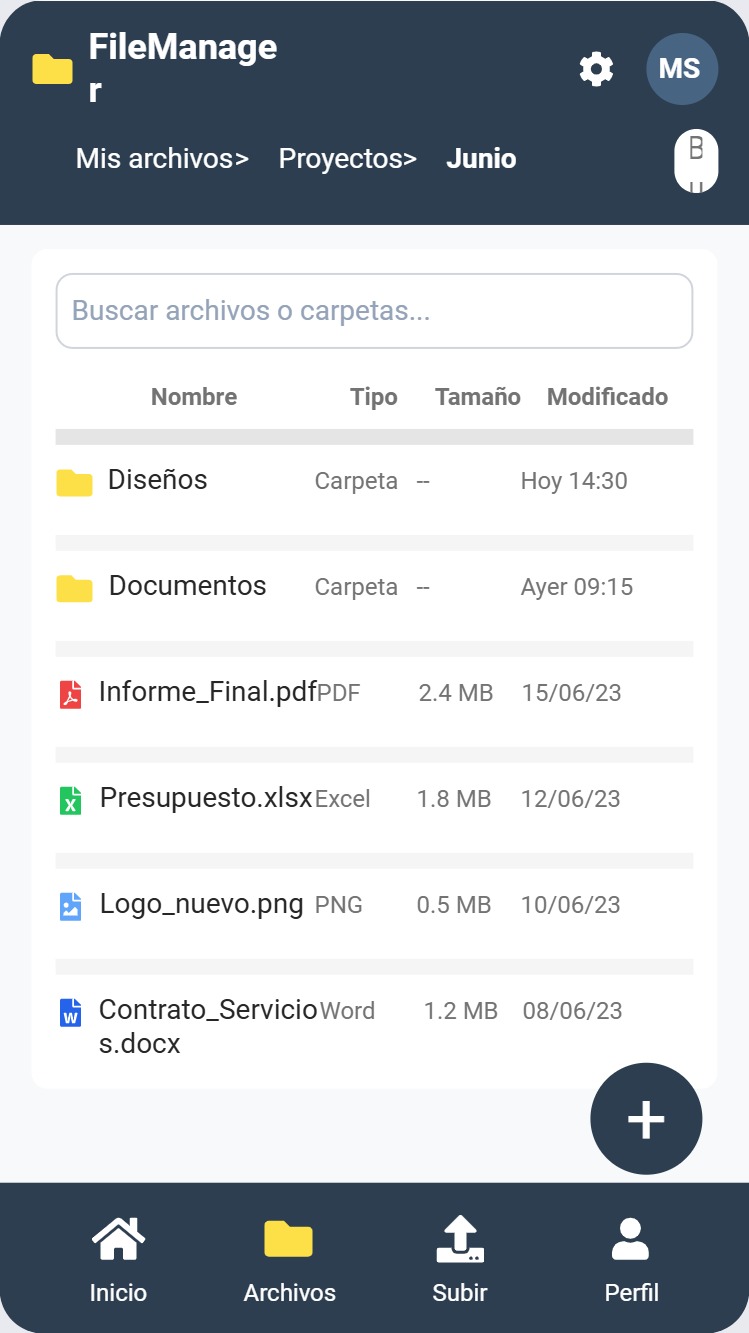 FileManage
r
MS
Mis archivos> Proyectos> Junio
B
Buscar archivos o carpetas...
Nombre Tipo Tamaño Modificado
Diseños Carpeta -- Hoy 14:30
Documentos Carpeta -- Ayer 09:15
Informe_Final.pdf PDF 2.4 MB 15/06/23
Presupuesto.xlsx Excel 1.8 MB 12/06/23
Logo_nuevo.png PNG 0.5 MB 10/06/23
Contrato_Servicio Word 1.2 MB 08/06/23
s.docx
+
Inicio Archivos Subir Perfil